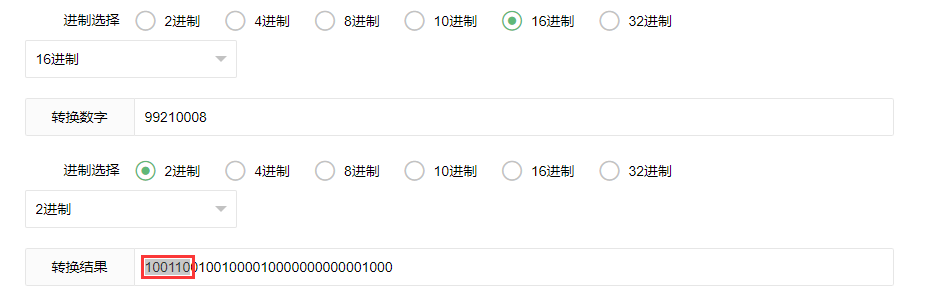 进制选择 2进制 4进制 8进制 10进制 16进制 32进制
16进制
转换数字 99210008
进制选择 2进制 4进制 8进制 10进制 16进制 32进制
2进制
转换结果 10011001001000010000000000001000